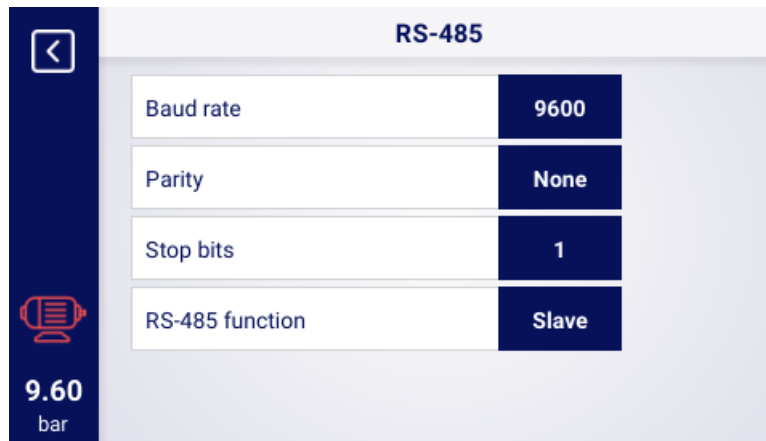 RS-485
Baud rate 9600
Parity None
Stop bits 1
RS-485 function Slave
9.60
bar